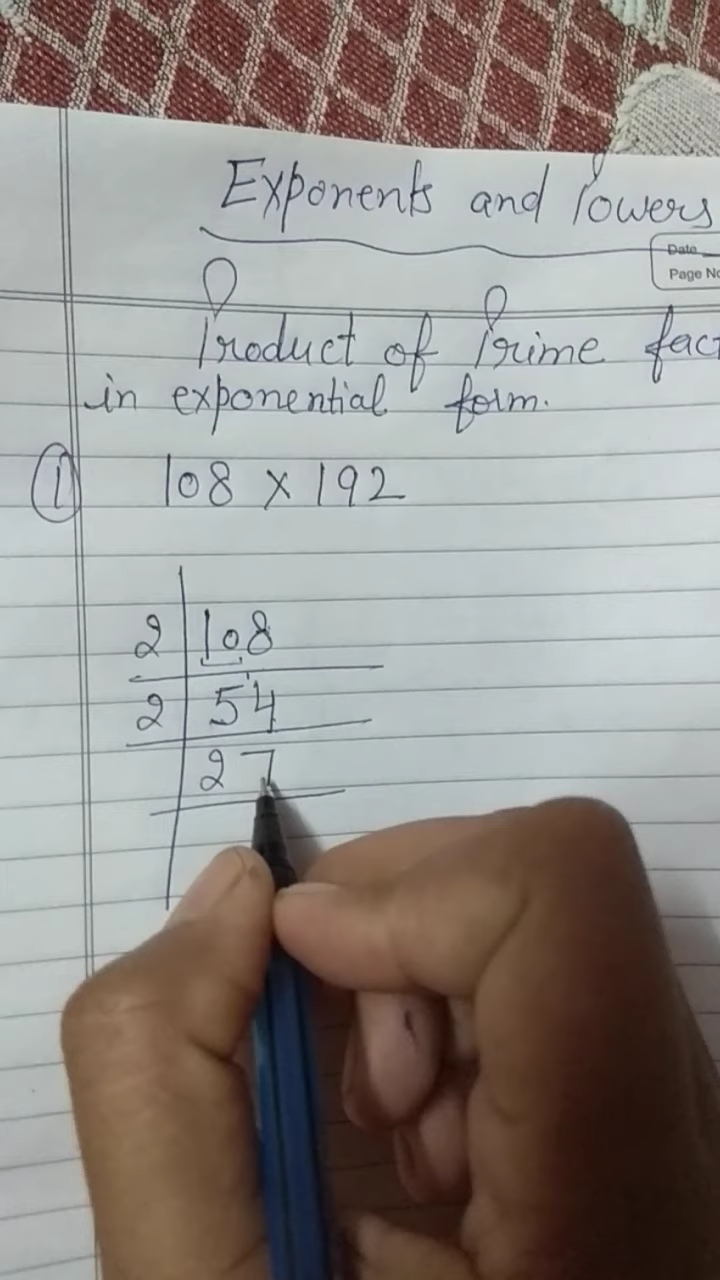 Exponents and Powers
Date
Page No
Product of Prime fact
in exponential form.
1 108 × 192
2 108
2 54
27